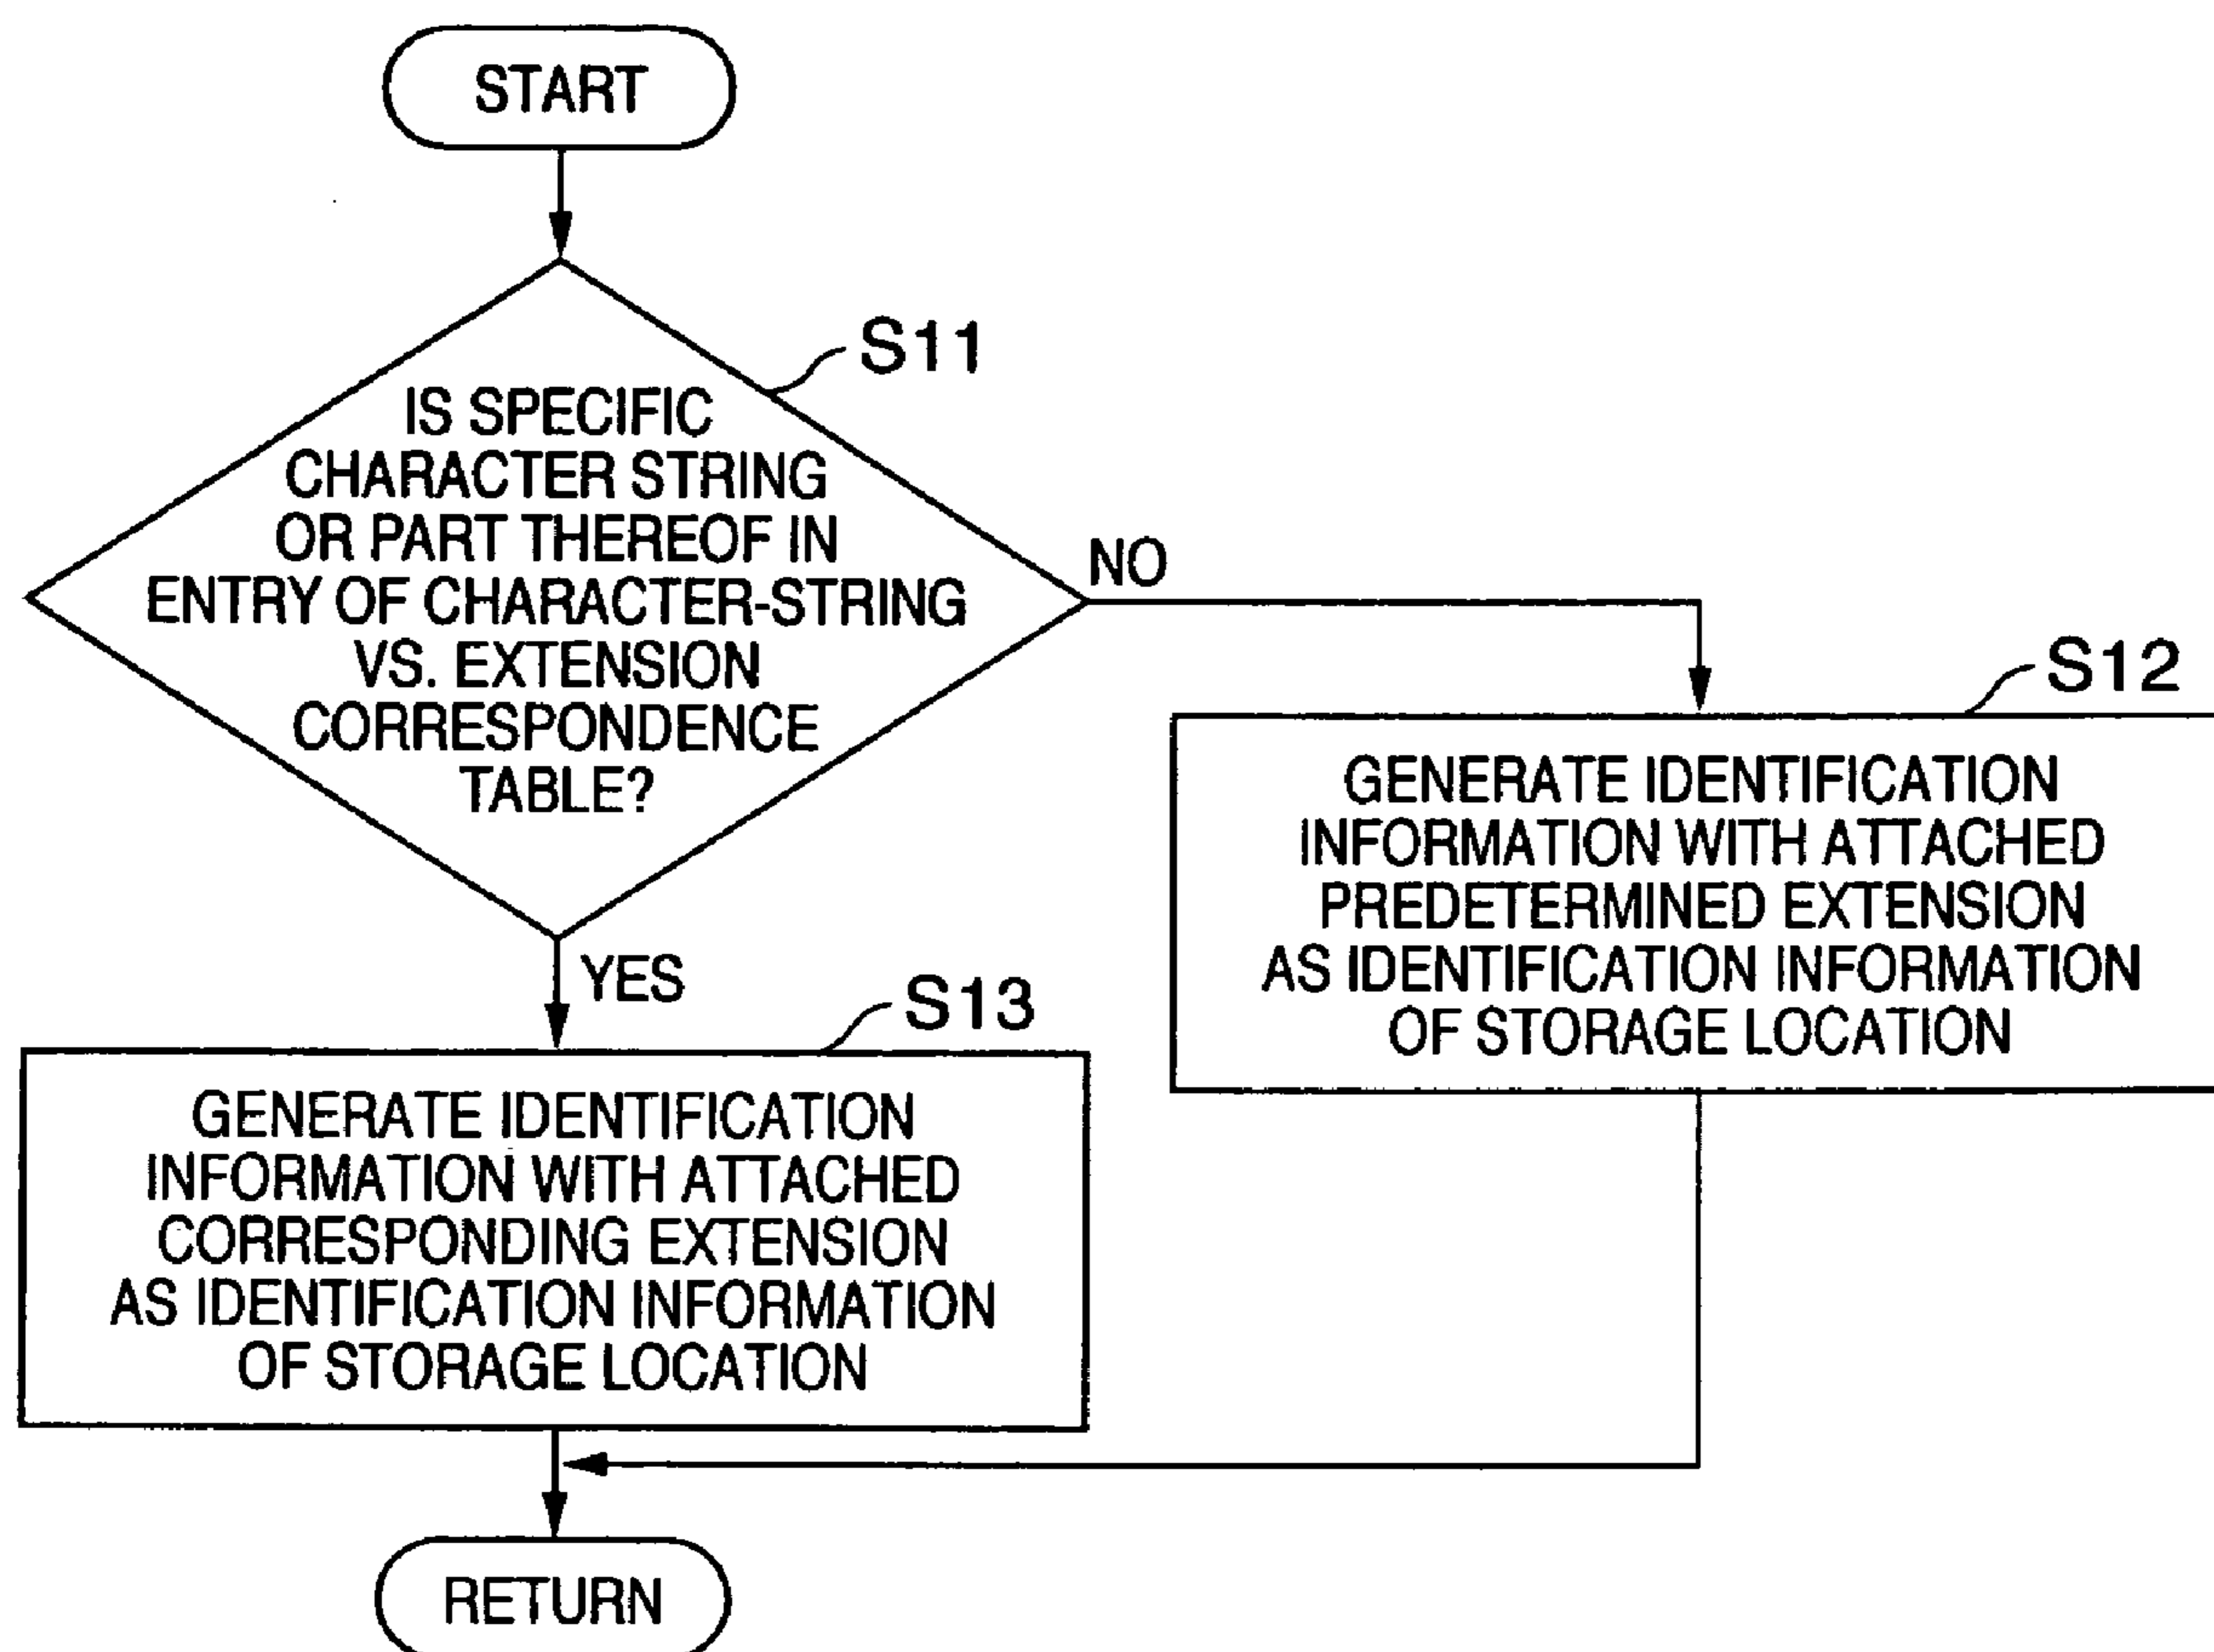 START
S11
IS SPECIFIC
CHARACTER STRING
OR PART THEREOF IN
ENTRY OF CHARACTER-STRING
VS. EXTENSION
CORRESPONDENCE
TABLE?
NO
S12
GENERATE IDENTIFICATION
INFORMATION WITH ATTACHED
PREDETERMINED EXTENSION
AS IDENTIFICATION INFORMATION
OF STORAGE LOCATION
YES
S13
GENERATE IDENTIFICATION
INFORMATION WITH ATTACHED
CORRESPONDING EXTENSION
AS IDENTIFICATION INFORMATION
OF STORAGE LOCATION
RETURN